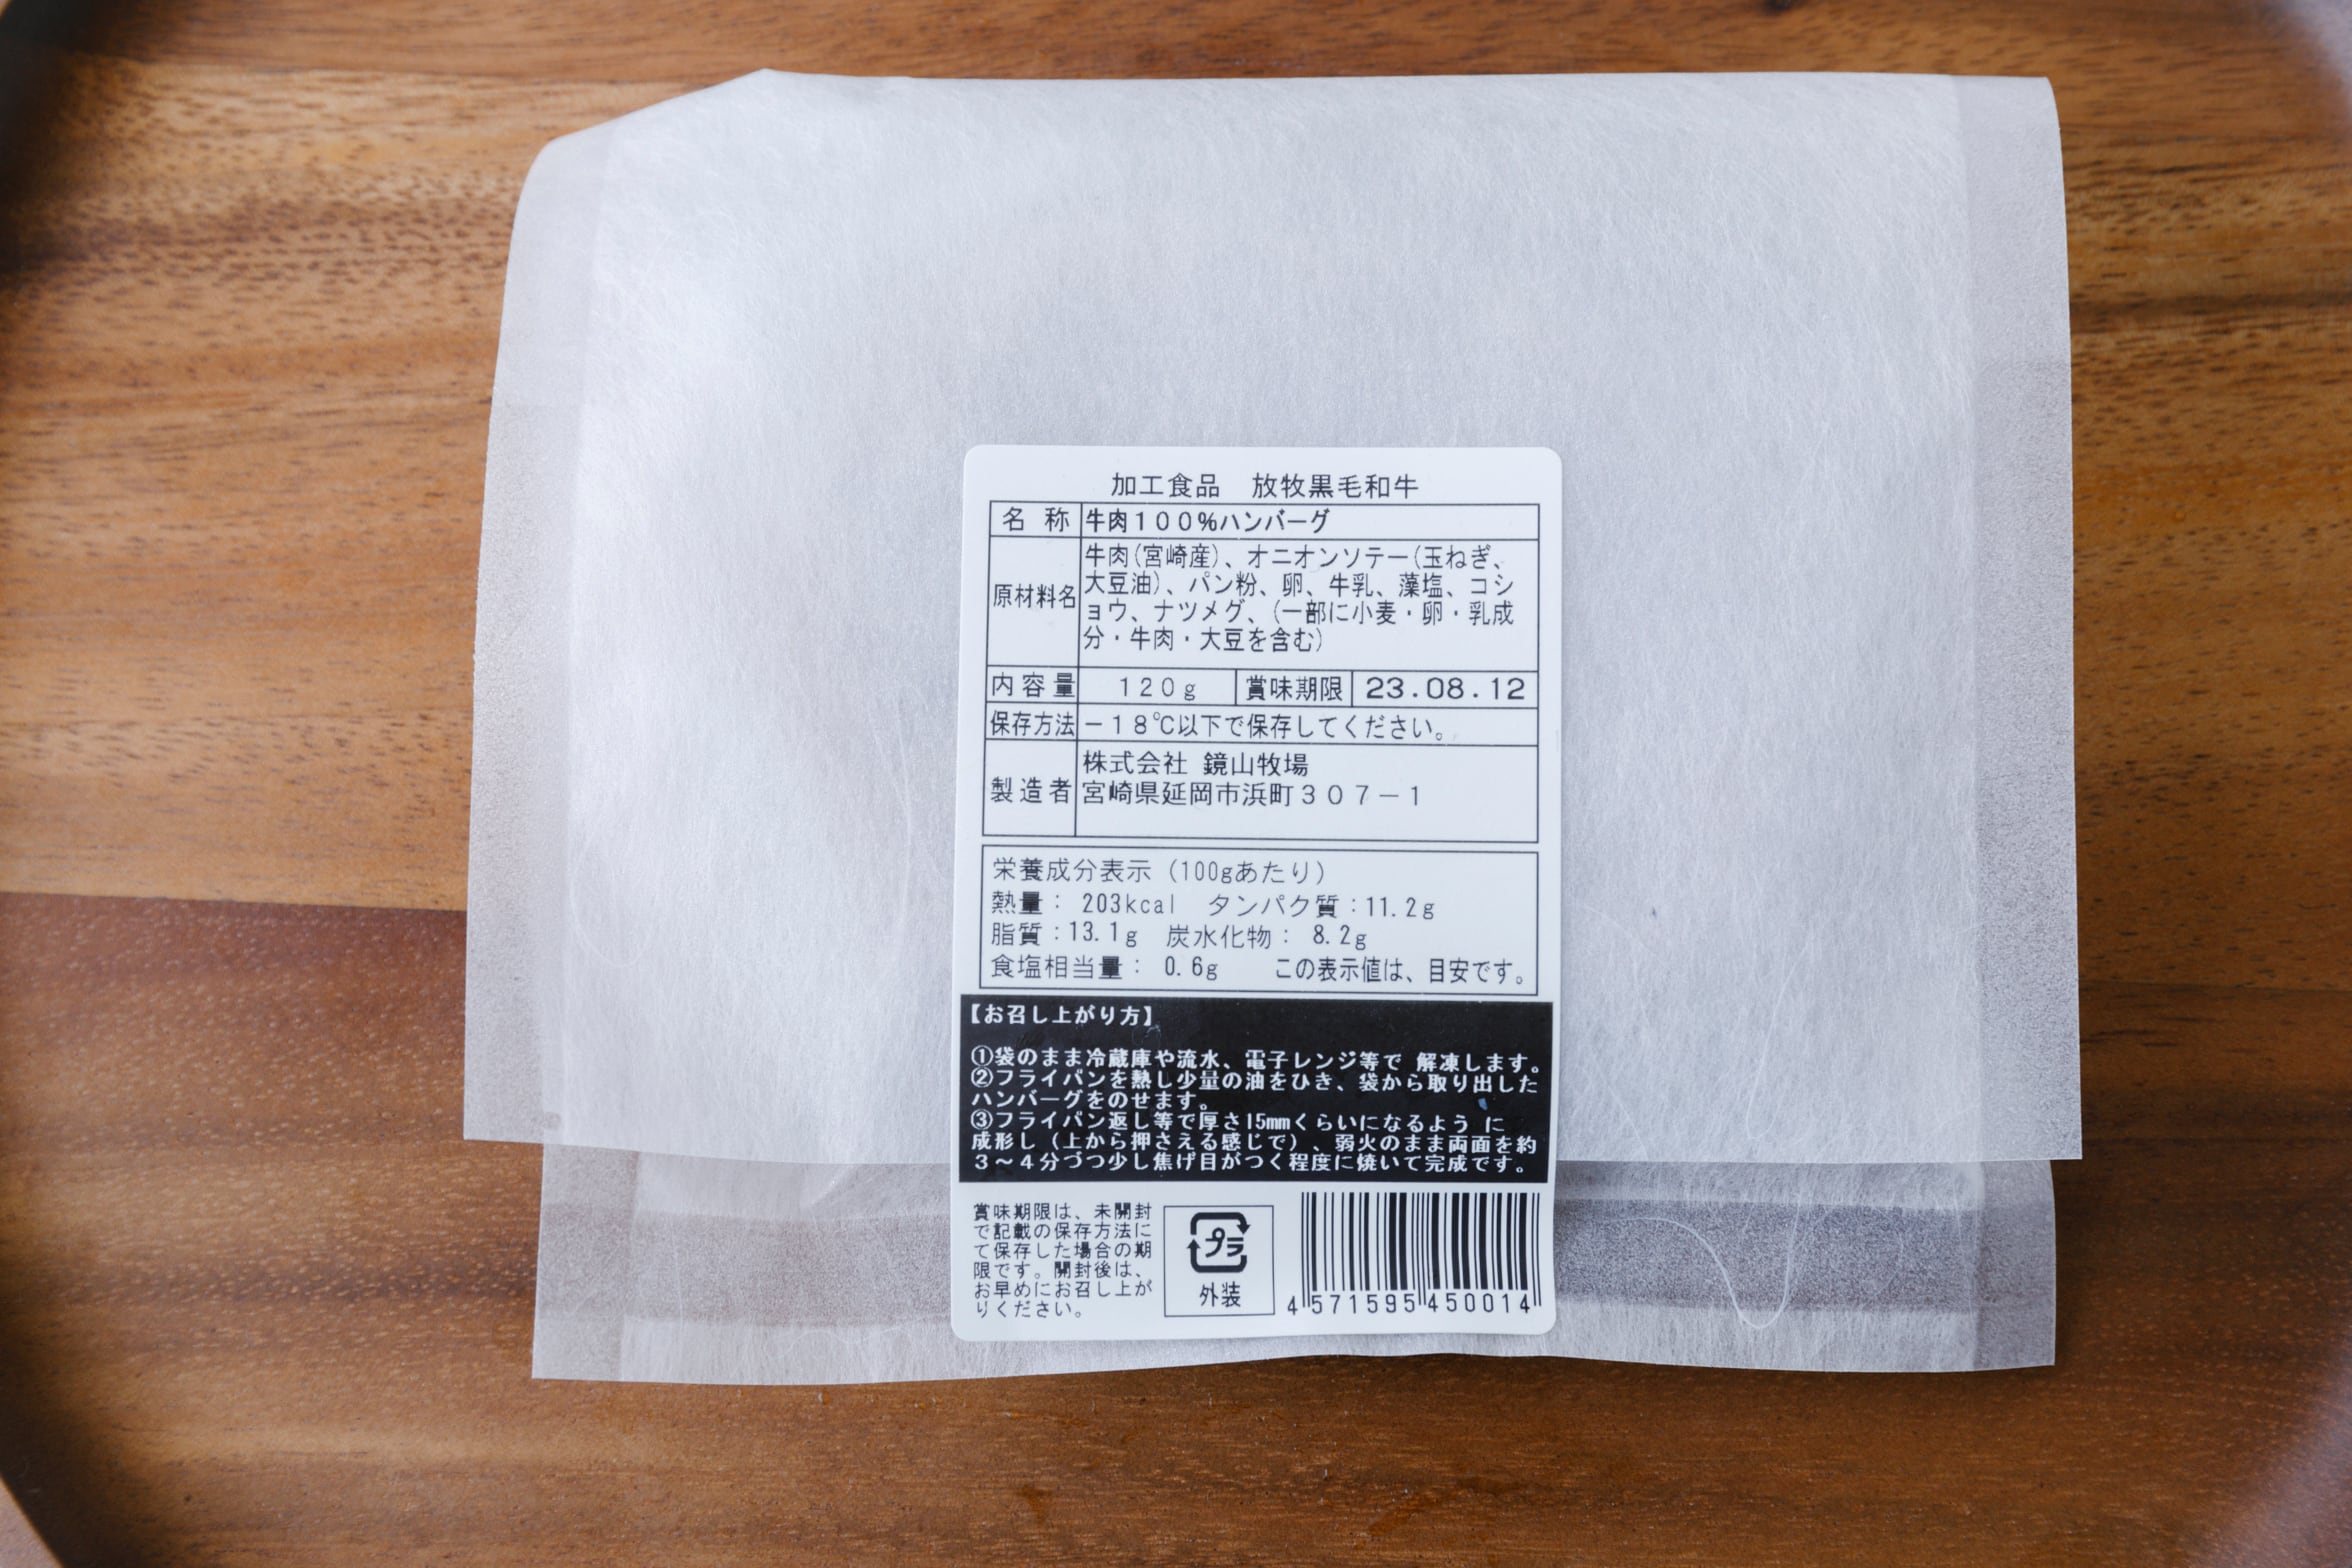 加工食品　放牧黒毛和牛
名称 牛肉１００％ハンバーグ
原材料名 牛肉(宮崎産)、オニオンソテー(玉ねぎ、
大豆油)、パン粉、卵、牛乳、藻塩、コシ
ョウ、ナツメグ、(一部に小麦・卵・乳成
分・牛肉・大豆を含む)
内容量 １２０ｇ 賞味期限 23.08.12
保存方法 －１８℃以下で保存してください。
製造者 株式会社 鏡山牧場
宮崎県延岡市浜町３０７－１
栄養成分表示（100gあたり）
熱量： 203kcal タンパク質：11.2g
脂質：13.1g 炭水化物： 8.2g
食塩相当量： 0.6g この表示値は、目安です。
【お召し上がり方】
①袋のまま冷蔵庫や流水、電子レンジ等で 解凍します。
②フライパンを熱し少量の油をひき、袋から取り出した
ハンバーグをのせます。
③フライパン返し等で厚さ15mmくらいになるよう に
成形し（上から押さえる感じで）、弱火のまま両面を約
３～４分づつ少し焦げ目がつく程度に焼いて完成です。
賞味期限は、未開封
で記載の保存方法に
て保存した場合の期
限です。開封後は、
お早めにお召し上が
りください。
プラ
外装
4571595450014